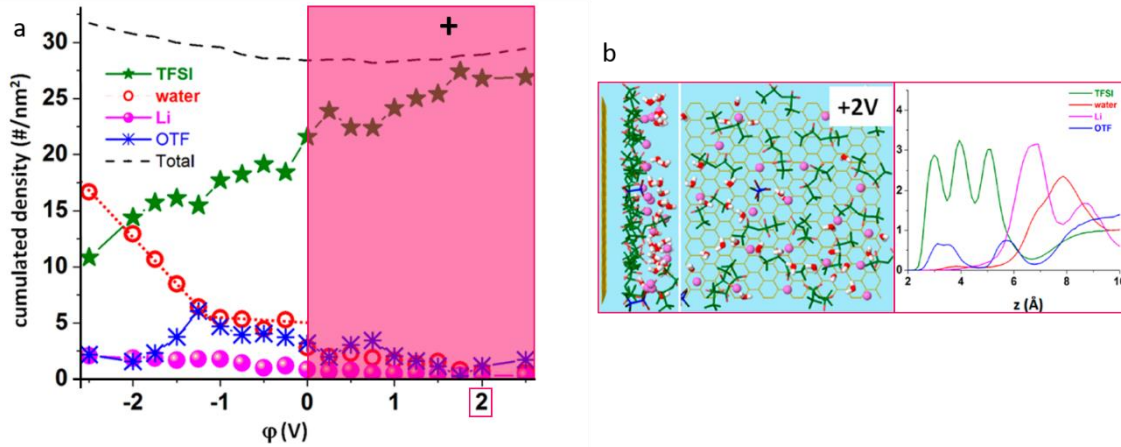 a
+
cumulated density (#/nm²)
30
25
20
15
10
5
0
TFSI
water
Li
OTF
Total
-2
-1
0
1
2
φ (V)
b
+2V
TFSI
water
Li
OTF
4
3
2
1
0
2
4
6
8
10
z (Å)